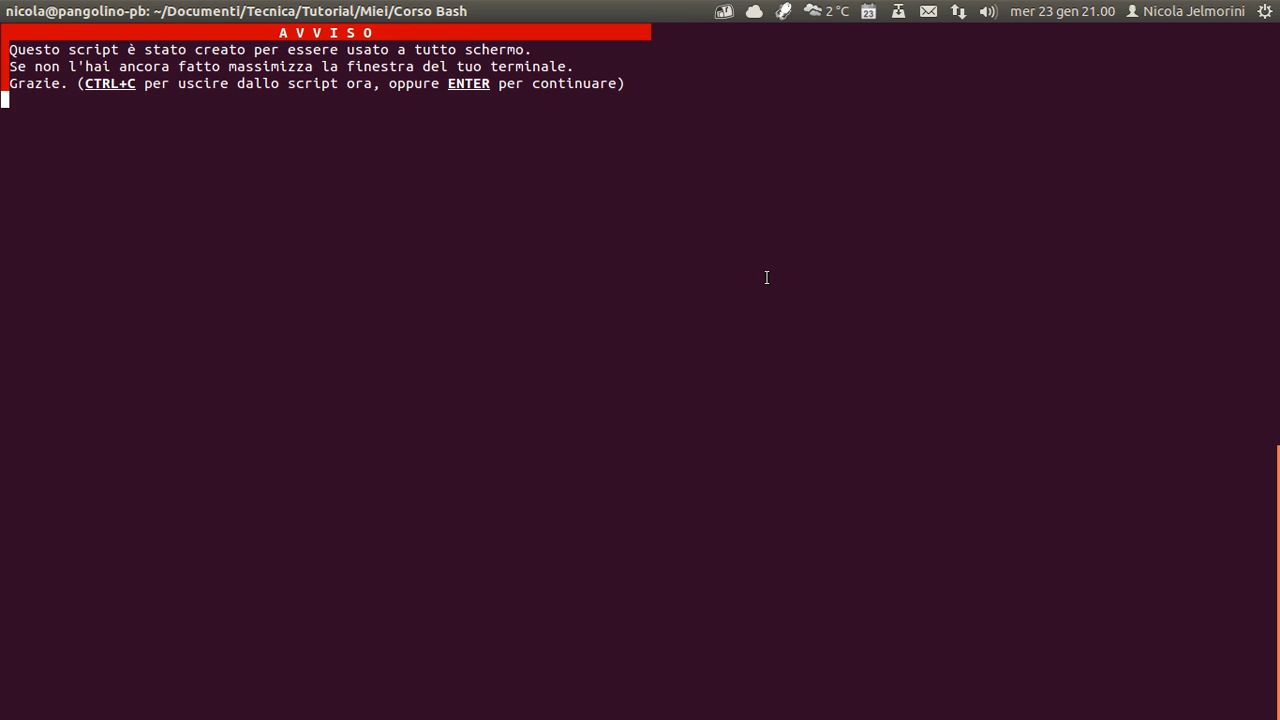 nicola@pangolino-pb: ~/Documenti/Tecnica/Tutorial/Miei/Corso Bash 2°C 23 mer 23 gen 21.00 Nicola Jelmorini
A V V I S O
Questo script è stato creato per essere usato a tutto schermo.
Se non l'hai ancora fatto massimizza la finestra del tuo terminale.
Grazie. (CTRL+C per uscire dallo script ora, oppure ENTER per continuare)